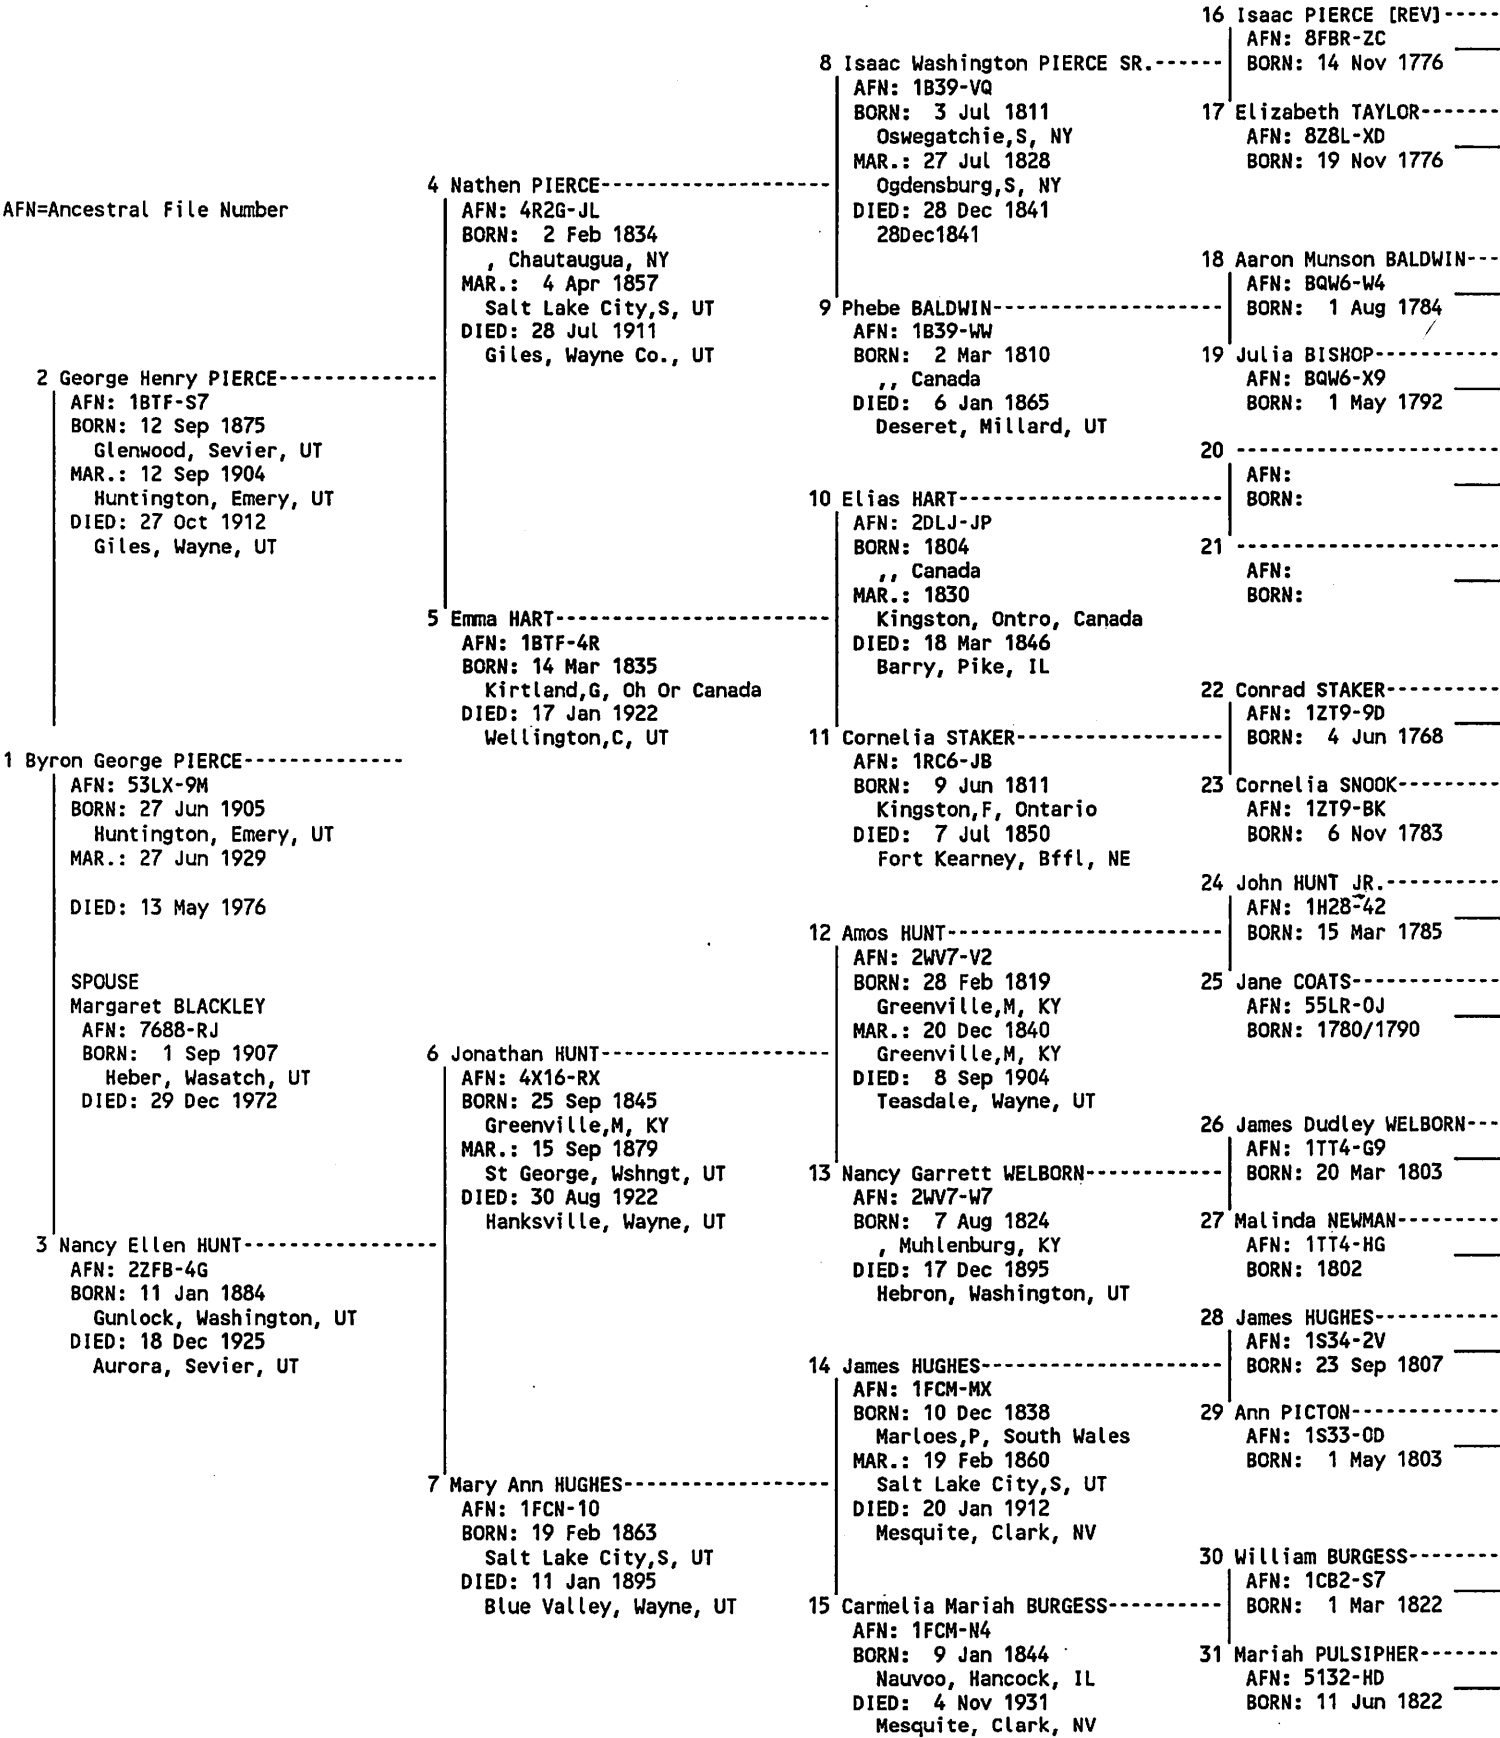 AFN=Ancestral File Number
1 Byron George PIERCE--------------
AFN: 53LX-9M
BORN: 27 Jun 1905
Huntington, Emery, UT
MAR.: 27 Jun 1929
DIED: 13 May 1976
SPOUSE
Margaret BLACKLEY
AFN: 7688-RJ
BORN: 1 Sep 1907
Heber, Wasatch, UT
DIED: 29 Dec 1972
2 George Henry PIERCE--------------
AFN: 1BTF-S7
BORN: 12 Sep 1875
Glenwood, Sevier, UT
MAR.: 12 Sep 1904
Huntington, Emery, UT
DIED: 27 Oct 1912
Giles, Wayne, UT
3 Nancy Ellen HUNT-----------------
AFN: 2ZFB-4G
BORN: 11 Jan 1884
Gunlock, Washington, UT
DIED: 18 Dec 1925
Aurora, Sevier, UT
4 Nathen PIERCE--------------------
AFN: 4R2G-JL
BORN: 2 Feb 1834
, Chautaugua, NY
MAR.: 4 Apr 1857
Salt Lake City,S, UT
DIED: 28 Jul 1911
Giles, Wayne Co., UT
5 Emma HART-----------------------
AFN: 1BTF-4R
BORN: 14 Mar 1835
Kirtland,G, Oh Or Canada
DIED: 17 Jan 1922
Wellington,C, UT
6 Jonathan HUNT-------------------
AFN: 4X16-RX
BORN: 25 Sep 1845
Greenville,M, KY
MAR.: 15 Sep 1879
St George, Wshngt, UT
DIED: 30 Aug 1922
Hanksville, Wayne, UT
7 Mary Ann HUGHES-----------------
AFN: 1FCN-10
BORN: 19 Feb 1863
Salt Lake City,S, UT
DIED: 11 Jan 1895
Blue Valley, Wayne, UT
8 Isaac Washington PIERCE SR.------
AFN: 1B39-VQ
BORN: 3 Jul 1811
Oswegatchie,S, NY
MAR.: 27 Jul 1828
Ogdensburg,S, NY
DIED: 28 Dec 1841
28Dec1841
9 Phebe BALDWIN-------------------
AFN: 1B39-WW
BORN: 2 Mar 1810
,, Canada
DIED: 6 Jan 1865
Deseret, Millard, UT
10 Elias HART----------------------
AFN: 2DLJ-JP
BORN: 1804
,, Canada
MAR.: 1830
Kingston, Ontro, Canada
DIED: 18 Mar 1846
Barry, Pike, IL
11 Cornelia STAKER-----------------
AFN: 1RC6-JB
BORN: 9 Jun 1811
Kingston,F, Ontario
DIED: 7 Jul 1850
Fort Kearney, Bffl, NE
12 Amos HUNT-----------------------
AFN: 2WV7-V2
BORN: 28 Feb 1819
Greenville,M, KY
MAR.: 20 Dec 1840
Greenville,M, KY
DIED: 8 Sep 1904
Teasdale, Wayne, UT
13 Nancy Garrett WELBORN-----------
AFN: 2WV7-W7
BORN: 7 Aug 1824
, Muhlenburg, KY
DIED: 17 Dec 1895
Hebron, Washington, UT
14 James HUGHES--------------------
AFN: 1FCM-MX
BORN: 10 Dec 1838
Marloes,P, South Wales
MAR.: 19 Feb 1860
Salt Lake City,S, UT
DIED: 20 Jan 1912
Mesquite, Clark, NV
15 Carmelia Mariah BURGESS----------
AFN: 1FCM-N4
BORN: 9 Jan 1844
Nauvoo, Hancock, IL
DIED: 4 Nov 1931
Mesquite, Clark, NV
16 Isaac PIERCE [REV]-----
AFN: 8FBR-ZC
BORN: 14 Nov 1776
17 Elizabeth TAYLOR-------
AFN: 8Z8L-XD
BORN: 19 Nov 1776
18 Aaron Munson BALDWIN---
AFN: BQW6-W4
BORN: 1 Aug 1784
19 Julia BISHOP-----------
AFN: BQW6-X9
BORN: 1 May 1792
20 ----------------------
AFN:
BORN:
21 ----------------------
AFN:
BORN:
22 Conrad STAKER----------
AFN: 1ZT9-9D
BORN: 4 Jun 1768
23 Cornelia SNOOK---------
AFN: 1ZT9-BK
BORN: 6 Nov 1783
24 John HUNT JR.----------
AFN: 1H28-42
BORN: 15 Mar 1785
25 Jane COATS-------------
AFN: 55LR-0J
BORN: 1780/1790
26 James Dudley WELBORN---
AFN: 1TT4-G9
BORN: 20 Mar 1803
27 Malinda NEWMAN---------
AFN: 1TT4-HG
BORN: 1802
28 James HUGHES-----------
AFN: 1S34-2V
BORN: 23 Sep 1807
29 Ann PICTON-------------
AFN: 1S33-0D
BORN: 1 May 1803
30 William BURGESS--------
AFN: 1CB2-S7
BORN: 1 Mar 1822
31 Mariah PULSIPHER-------
AFN: 5132-HD
BORN: 11 Jun 1822